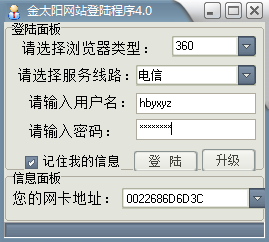 金太阳网站登陆程序4.0
登陆面板
请选择浏览器类型： 360
请选择服务线路： 电信
请输入用户名： hbyxyz
请输入密码： ********
记住我的信息 登 陆 升级
信息面板
您的网卡地址： 0022686D6D3C